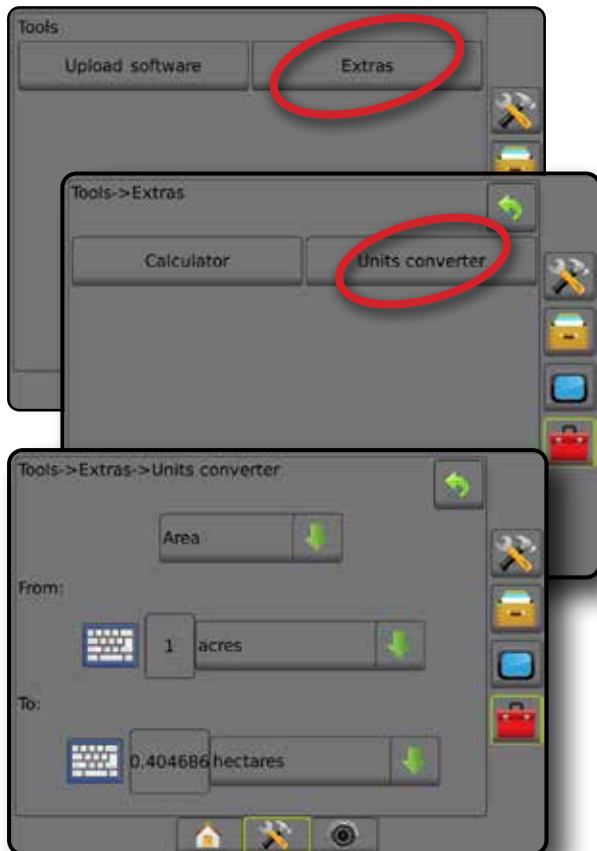 Tools
Upload software Extras
Tools->Extras
Calculator Units converter
Tools->Extras->Units converter
Area
From:
1 acres
To:
0.404686 hectares